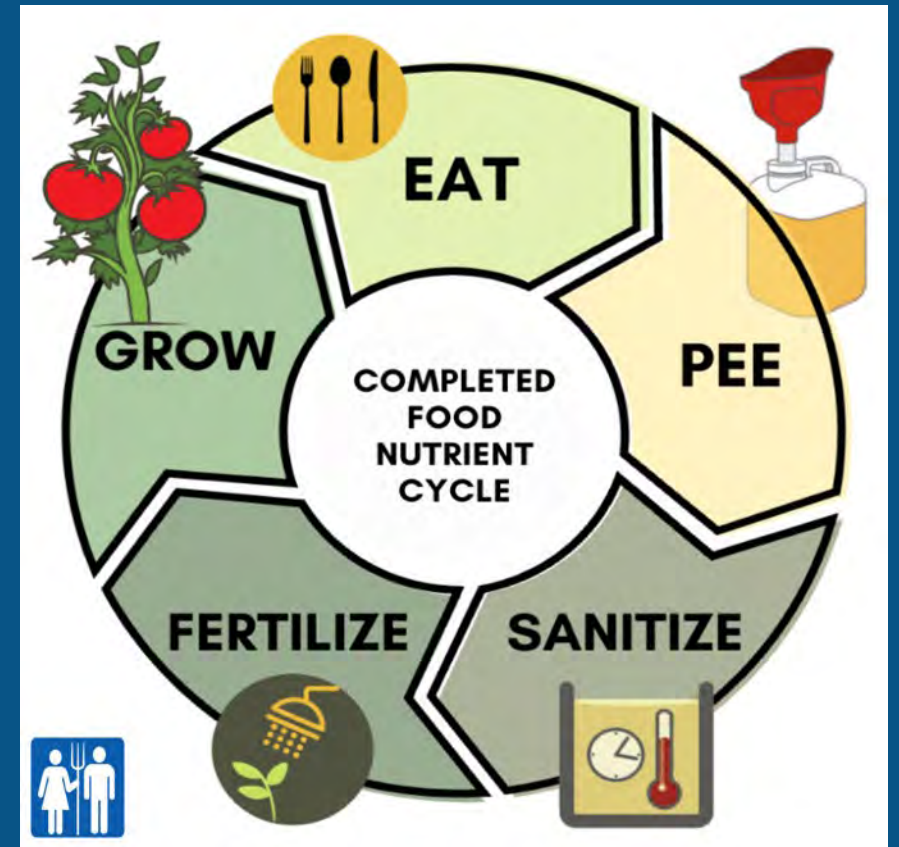 EAT
PEE
GROW
COMPLETED
FOOD
NUTRIENT
CYCLE
FERTILIZE
SANITIZE